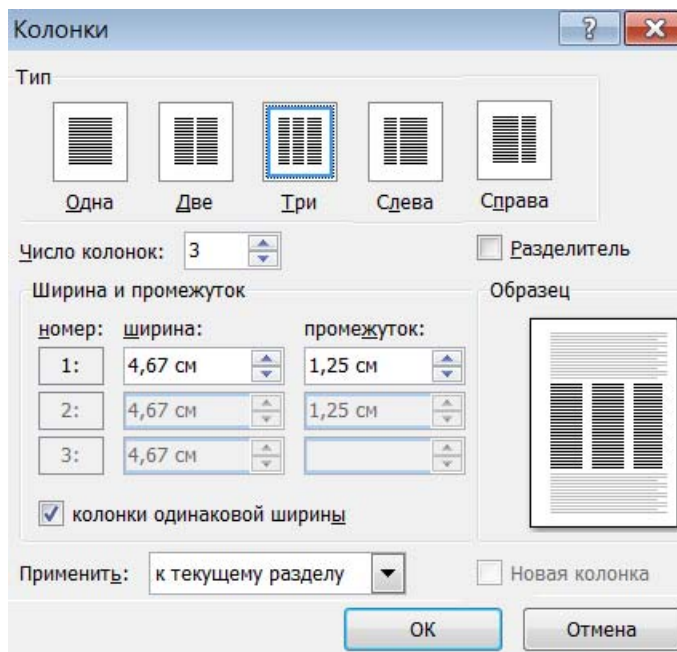 Колонки
Тип
Одна Две Три Слева Справа
Число колонок: 3 Разделитель
Ширина и промежуток Образец
номер: ширина: промежуток:
1: 4,67 см 1,25 см
2: 4,67 см 1,25 см
3: 4,67 см
колонки одинаковой ширины
Применить: к текущему разделу Новая колонка
ОК Отмена